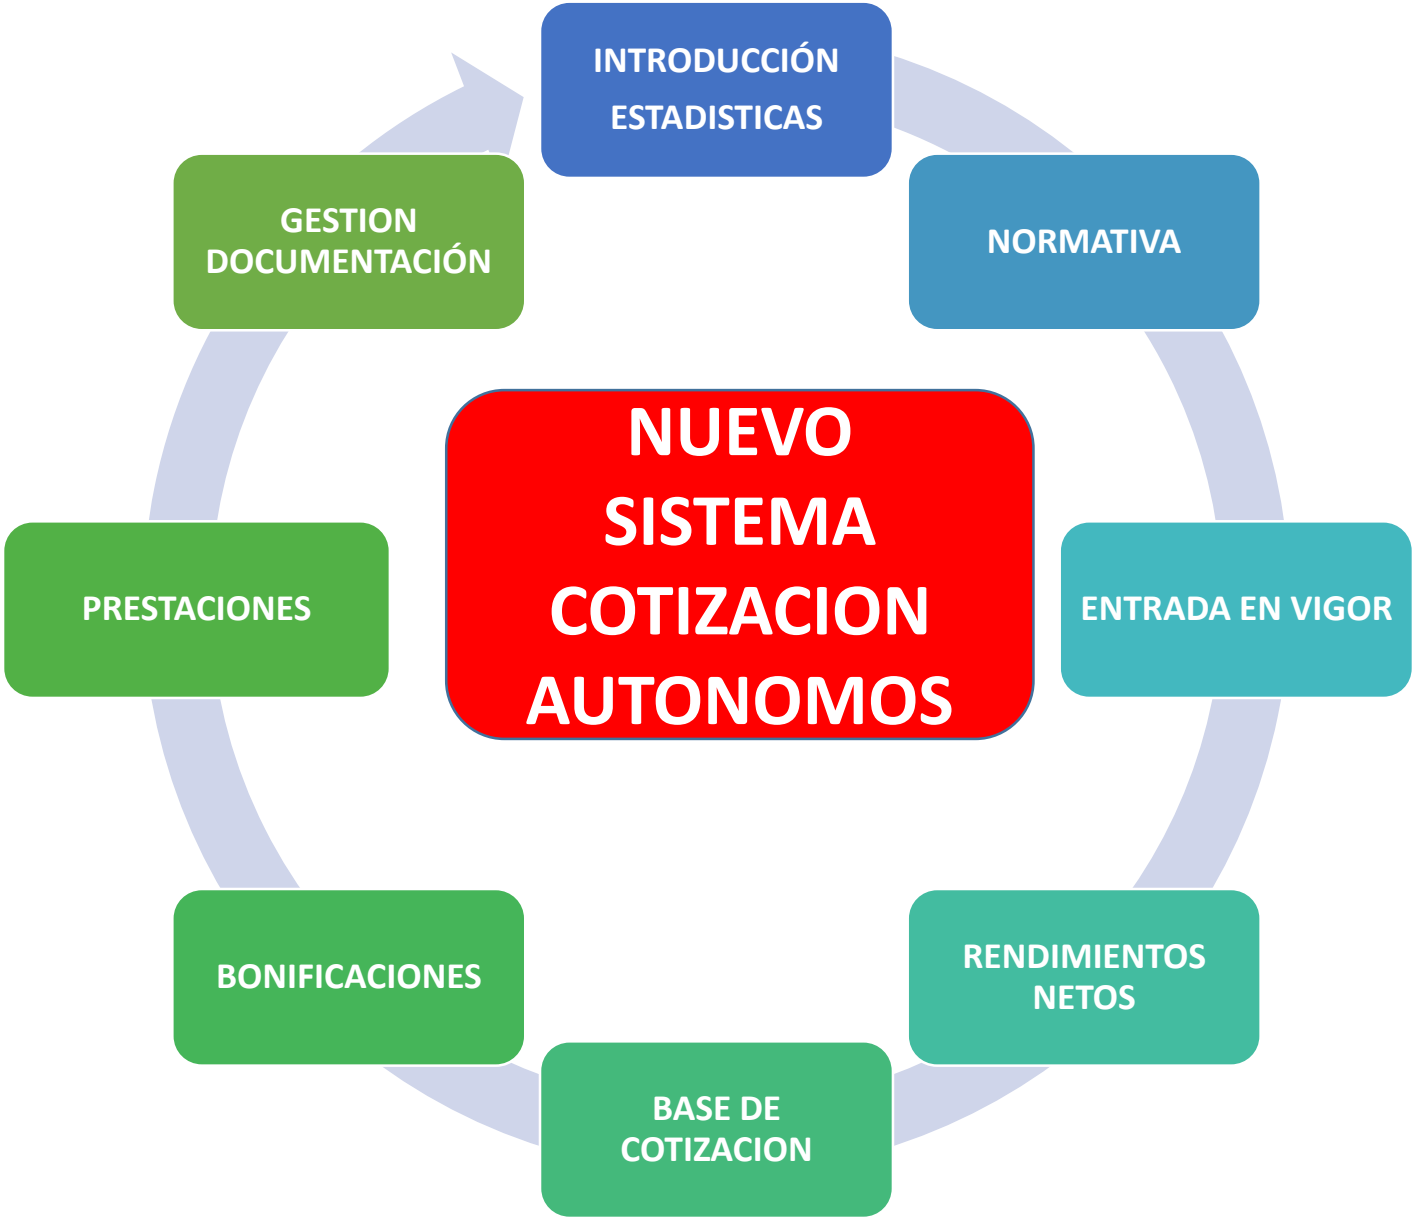 INTRODUCCIÓN
ESTADISTICAS
NORMATIVA
ENTRADA EN VIGOR
RENDIMIENTOS
NETOS
BASE DE
COTIZACION
BONIFICACIONES
PRESTACIONES
GESTION
DOCUMENTACIÓN
NUEVO
SISTEMA
COTIZACION
AUTONOMOS